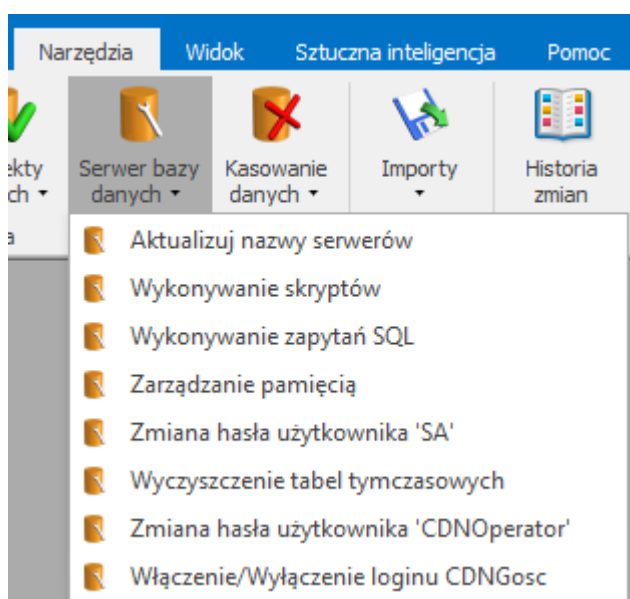 Narzędzia Widok Sztuczna inteligencja Pomoc
ekty Serwer bazy Kasowanie Importy Historia
ch danych danych zmian
a
Aktualizuj nazwy serwerów
Wykonywanie skryptów
Wykonywanie zapytań SQL
Zarządzanie pamięcią
Zmiana hasła użytkownika 'SA'
Wyczyszczenie tabel tymczasowych
Zmiana hasła użytkownika 'CDNOperator'
Włączenie/Wyłączenie loginu CDNGosc